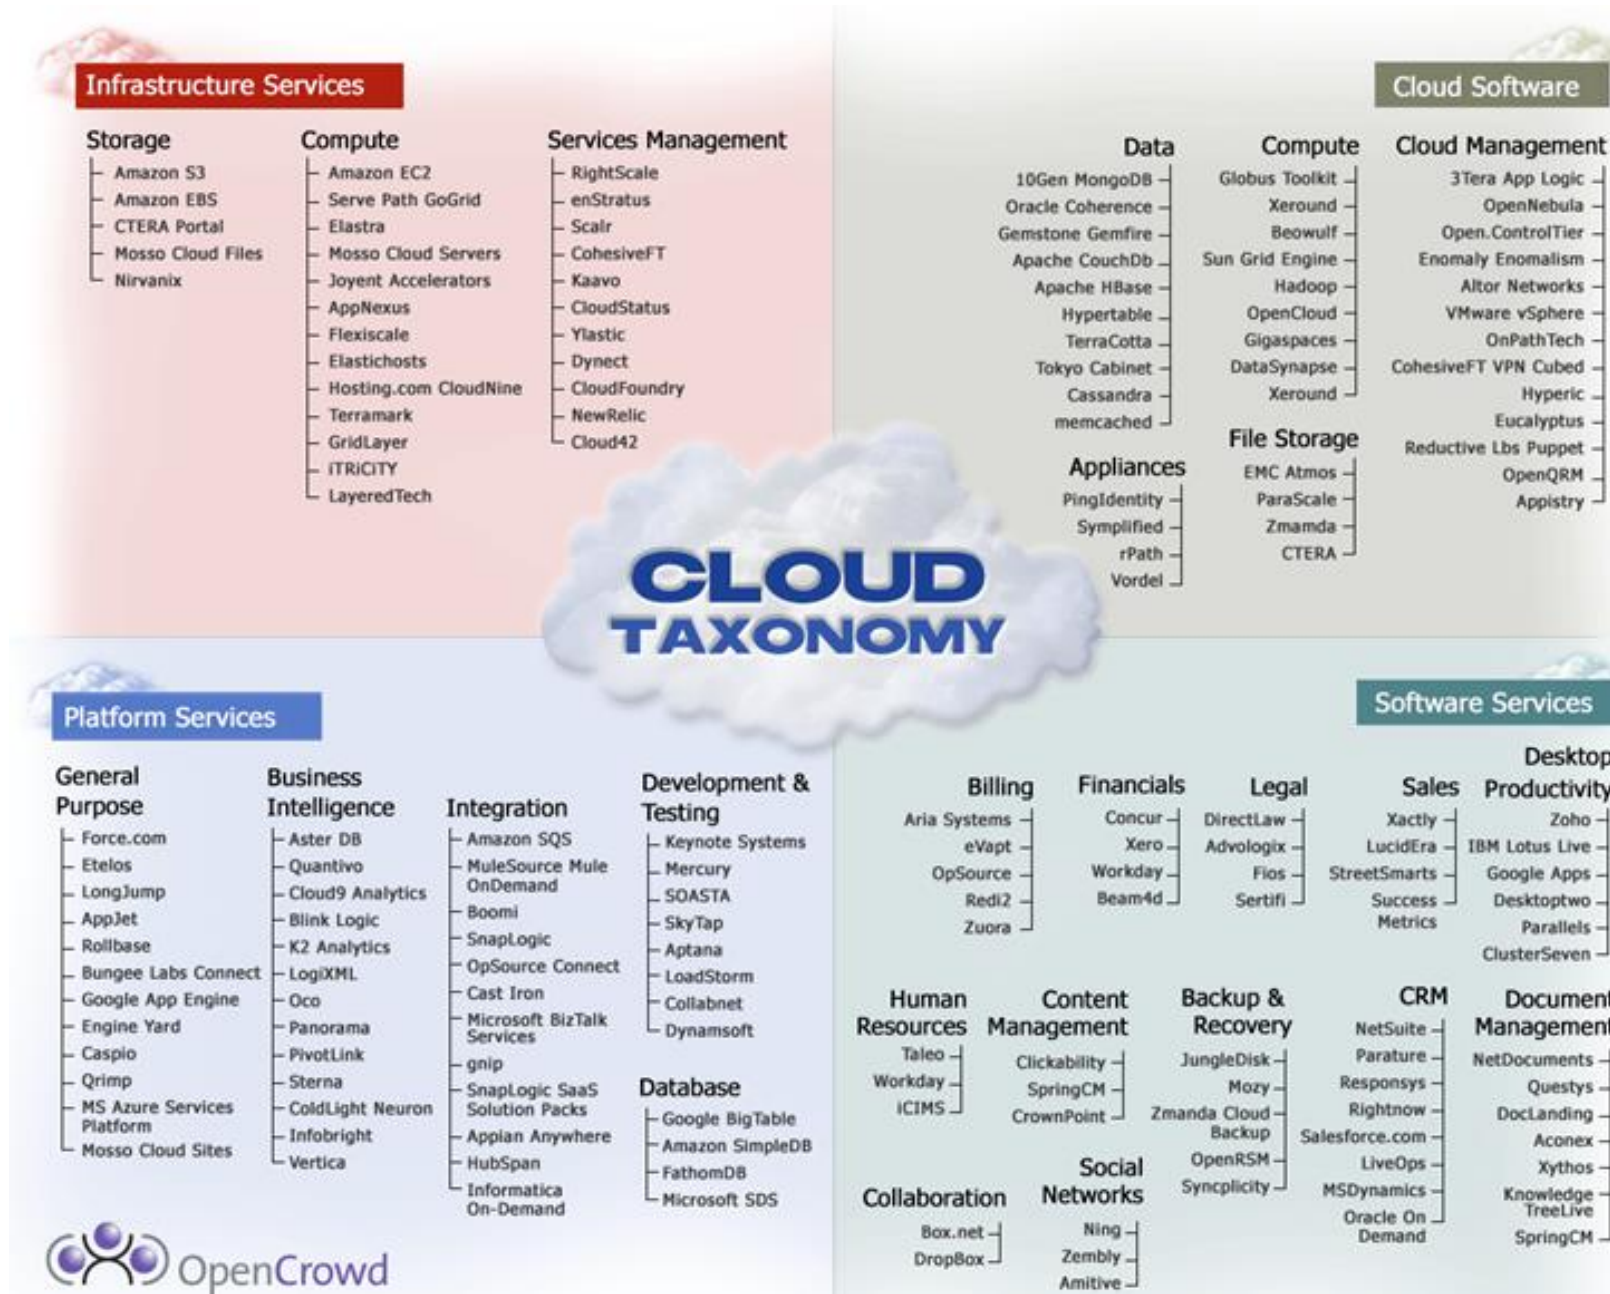 Infrastructure Services
Storage
Amazon S3
Amazon EBS
CTERA Portal
Mosso Cloud Files
Nirvanix
Compute
Amazon EC2
Serve Path GoGrid
Elastra
Mosso Cloud Servers
Joyent Accelerators
AppNexus
Flexiscale
Elastichosts
Hosting.com CloudNine
Terramark
GridLayer
iTRiCiTY
LayeredTech
Services Management
RightScale
enStratus
Scalr
CohesiveFT
Kaavo
CloudStatus
Ylastic
Dynect
CloudFoundry
NewRelic
Cloud42
Cloud Software
Data
10Gen MongoDB
Oracle Coherence
Gemstone Gemfire
Apache CouchDb
Apache HBase
Hypertable
TerraCotta
Tokyo Cabinet
Cassandra
memcached
Appliances
PingIdentity
Symplified
rPath
Vordel
Compute
Globus Toolkit
Xeround
Beowulf
Sun Grid Engine
Hadoop
OpenCloud
Gigaspaces
DataSynapse
Xeround
File Storage
EMC Atmos
ParaScale
Zmamda
CTERA
Cloud Management
3Tera App Logic
OpenNebula
Open.ControlTier
Enomaly Enomalism
Altor Networks
VMware vSphere
OnPathTech
CohesiveFT VPN Cubed
Hyperic
Eucalyptus
Reductive Lbs Puppet
OpenQRM
Appistry
CLOUD
TAXONOMY
Platform Services
General
Purpose
Force.com
Etelos
LongJump
AppJet
Rollbase
Bungee Labs Connect
Google App Engine
Engine Yard
Caspio
Qrimp
MS Azure Services
Platform
Mosso Cloud Sites
Business
Intelligence
Aster DB
Quantivo
Cloud9 Analytics
Blink Logic
K2 Analytics
LogiXML
Oco
Panorama
PivotLink
Sterna
ColdLight Neuron
Infobright
Vertica
Integration
Amazon SQS
MuleSource Mule
OnDemand
Boomi
SnapLogic
OpSource Connect
Cast Iron
Microsoft BizTalk
Services
gnip
SnapLogic SaaS
Solution Packs
Appian Anywhere
HubSpan
Informatica
On-Demand
Development &
Testing
Keynote Systems
Mercury
SOASTA
SkyTap
Aptana
LoadStorm
Collabnet
Dynamsoft
Database
Google BigTable
Amazon SimpleDB
FathomDB
Microsoft SDS
OpenCrowd
Software Services
Billing
Aria Systems
eVapt
OpSource
Redi2
Zuora
Financials
Concur
Xero
Workday
Beam4d
Legal
DirectLaw
Advologix
Fios
Sertifi
Sales
Xactly
LucidEra
StreetSmarts
Success
Metrics
Desktop
Productivity
Zoho
IBM Lotus Live
Google Apps
Desktoptwo
Parallels
ClusterSeven
Human
Resources
Taleo
Workday
iCIMS
Content
Management
Clickability
SpringCM
CrownPoint
Backup &
Recovery
JungleDisk
Mozy
Zmanda Cloud
Backup
OpenRSM
Syncplicity
CRM
NetSuite
Parature
Responsys
Rightnow
Salesforce.com
LiveOps
MSDynamics
Oracle On
Demand
Document
Management
NetDocuments
Questys
DocLanding
Aconex
Xythos
Knowledge
TreeLive
SpringCM
Collaboration
Box.net
DropBox
Social
Networks
Ning
Zembly
Amitive